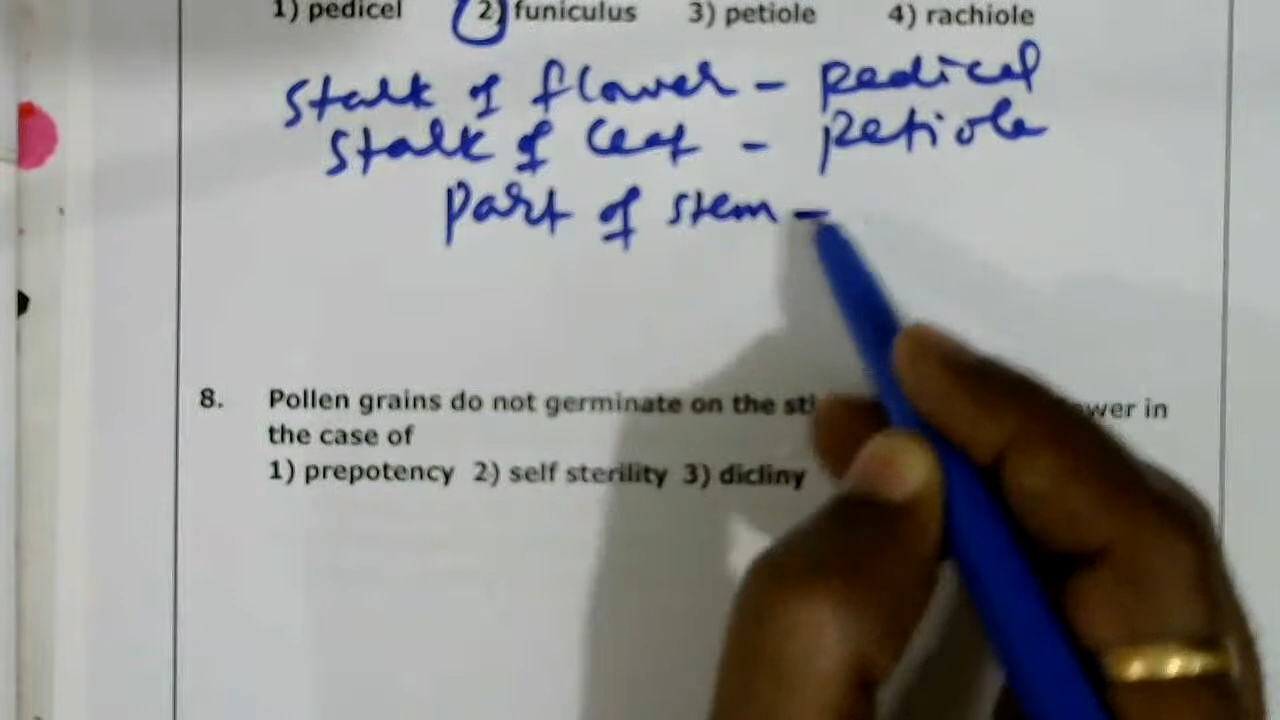 1) pedicel 2) funiculus 3) petiole 4) rachiole
Stalk of flower - pedicel
Stalk of leaf - petiole
part of stem -
8. Pollen grains do not germinate on the in
the case of
1) prepotency 2) self sterility 3) dicliny